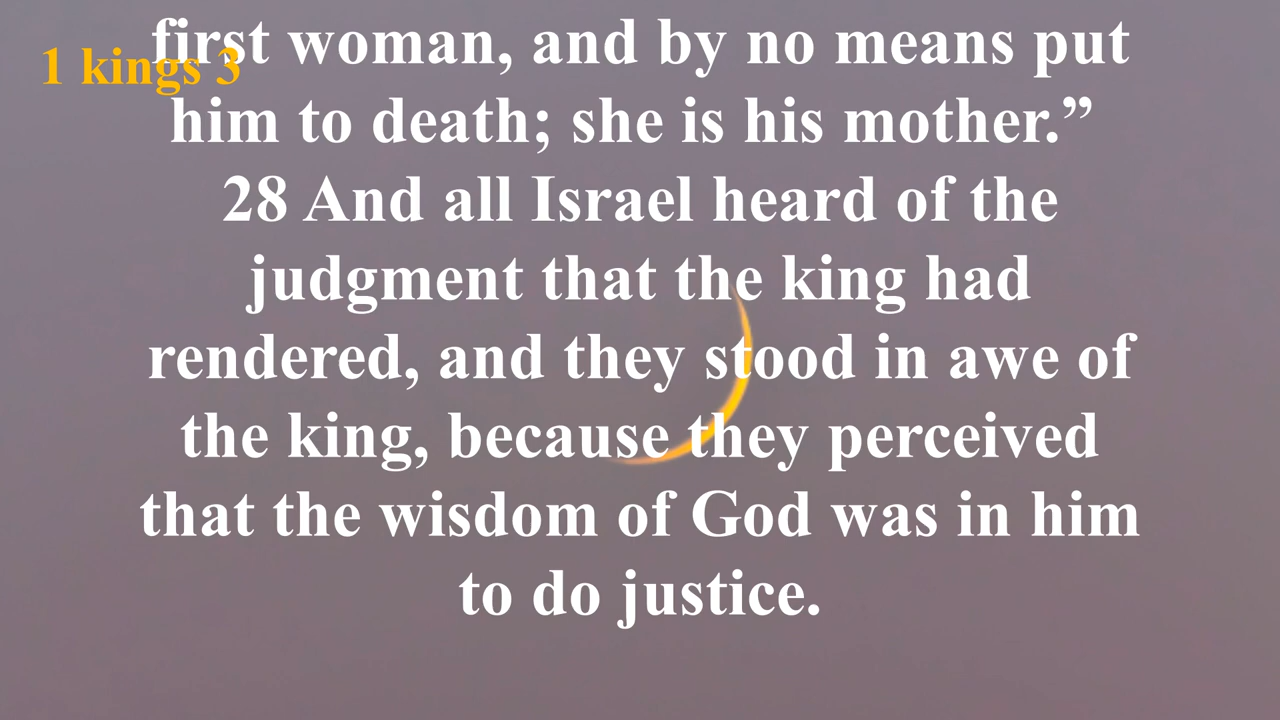 1 kings 3
first woman, and by no means put
him to death; she is his mother.”
28 And all Israel heard of the
judgment that the king had
rendered, and they stood in awe of
the king, because they perceived
that the wisdom of God was in him
to do justice.